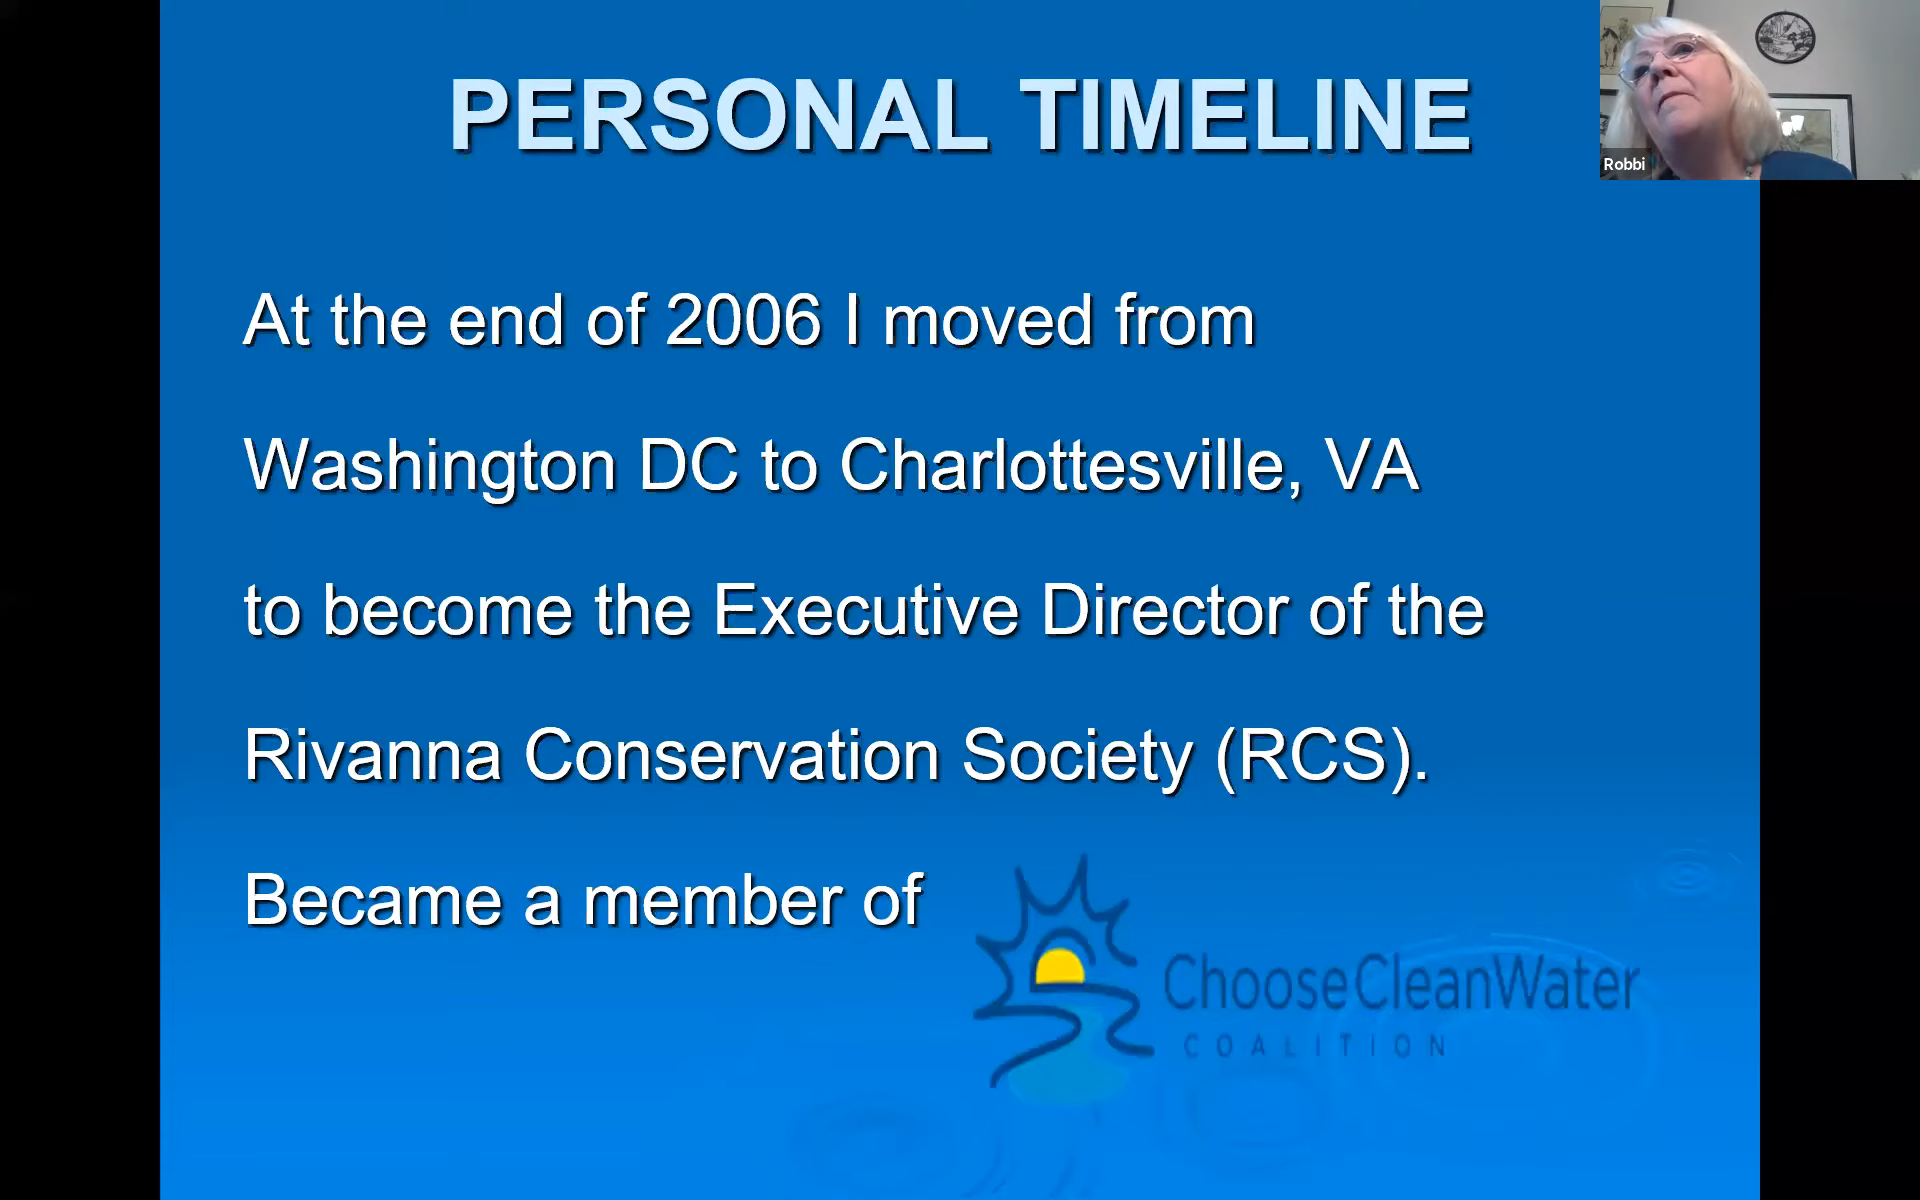 PERSONAL TIMELINE
Robbi
At the end of 2006 I moved from
Washington DC to Charlottesville, VA
to become the Executive Director of the
Rivanna Conservation Society (RCS).
Became a member of
ChooseCleanWater
COALITION